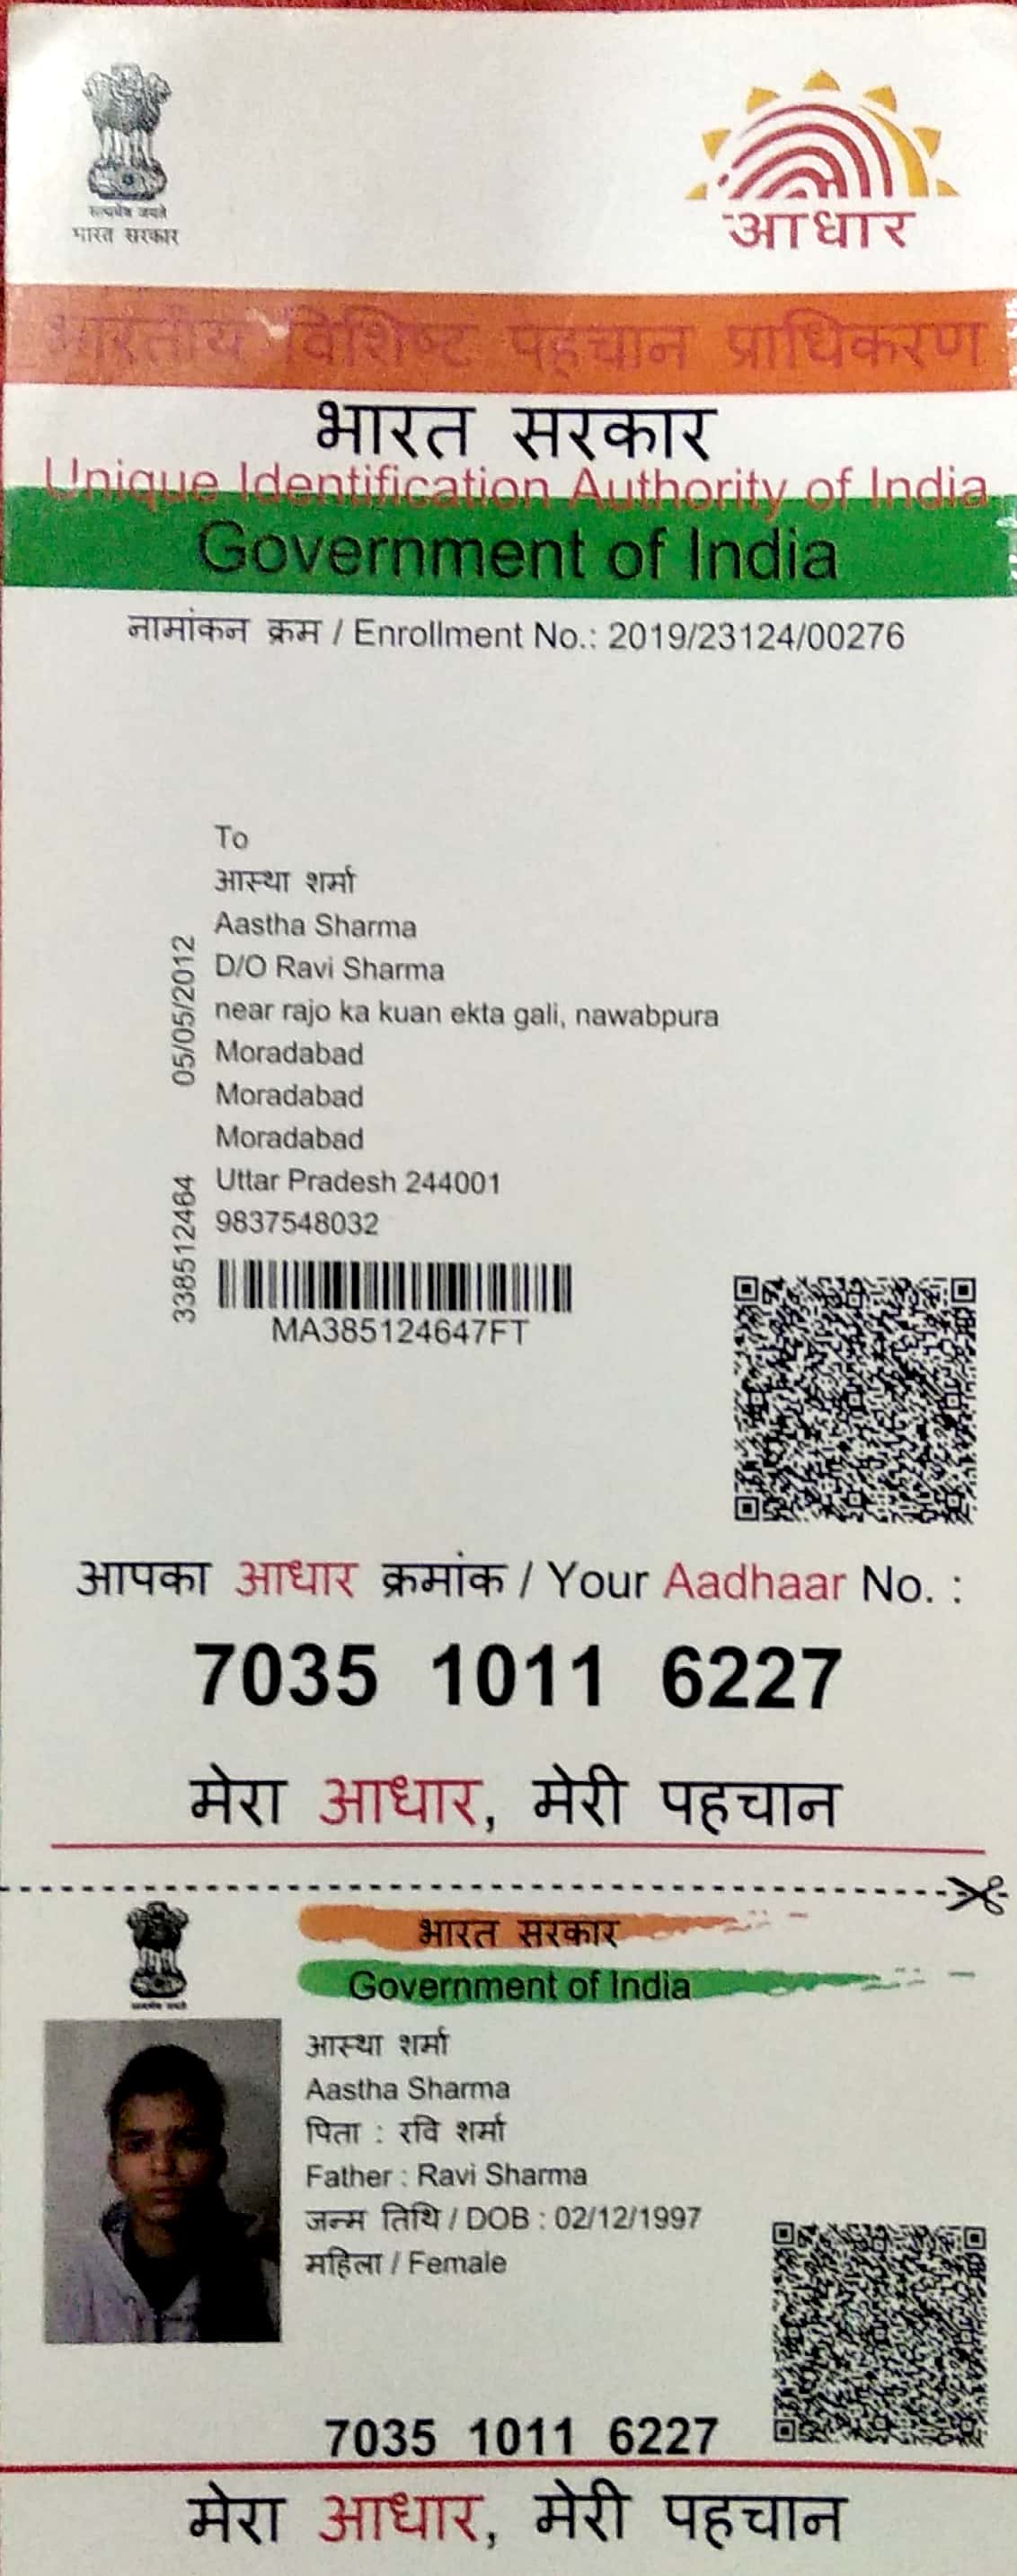 सत्यमेव जयते
भारत सरकार
आधार
भारतीय विशिष्ट पहचान प्राधिकरण
भारत सरकार
Unique Identification Authority of India
Government of India
नामांकन क्रम / Enrollment No.: 2019/23124/00276
To
आस्था शर्मा
Aastha Sharma
D/O Ravi Sharma
near rajo ka kuan ekta gali, nawabpura
Moradabad
Moradabad
Moradabad
Uttar Pradesh 244001
9837548032
05/05/2012
338512464
MA385124647FT
आपका आधार क्रमांक / Your Aadhaar No. :
7035 1011 6227
मेरा आधार, मेरी पहचान
भारत सरकार
Government of India
आस्था शर्मा
Aastha Sharma
पिता : रवि शर्मा
Father : Ravi Sharma
जन्म तिथि / DOB : 02/12/1997
महिला / Female
7035 1011 6227
मेरा आधार, मेरी पहचान